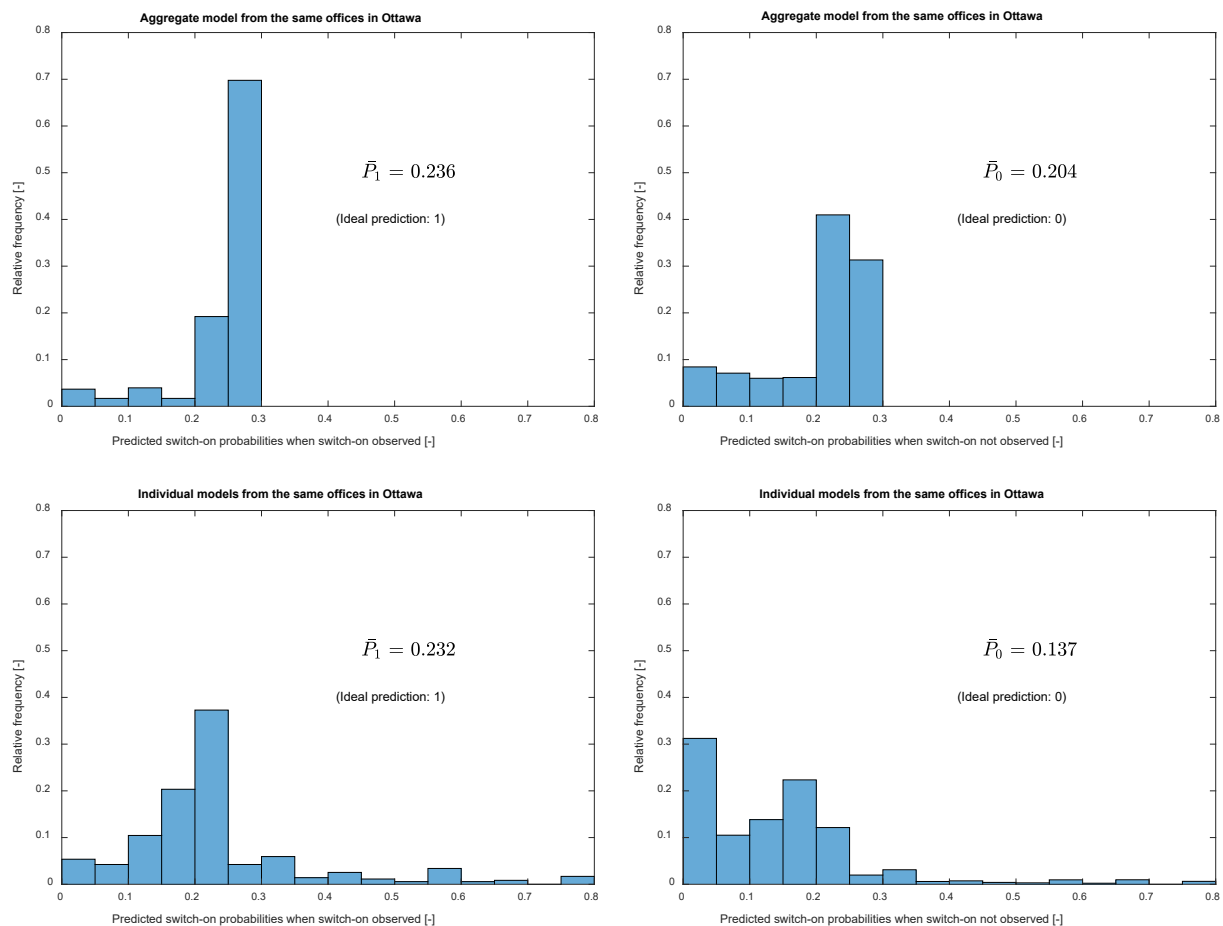 Aggregate model from the same offices in Ottawa
0.8
0.7
0.6
0.5
0.4
0.3
0.2
0.1
0
Relative frequency [-]
P̄₁ = 0.236
(Ideal prediction: 1)
0 0.1 0.2 0.3 0.4 0.5 0.6 0.7 0.8
Predicted switch-on probabilities when switch-on observed [-]
Aggregate model from the same offices in Ottawa
0.8
0.7
0.6
0.5
0.4
0.3
0.2
0.1
0
Relative frequency [-]
P̄₀ = 0.204
(Ideal prediction: 0)
0 0.1 0.2 0.3 0.4 0.5 0.6 0.7 0.8
Predicted switch-on probabilities when switch-on not observed [-]
Individual models from the same offices in Ottawa
0.8
0.7
0.6
0.5
0.4
0.3
0.2
0.1
0
Relative frequency [-]
P̄₁ = 0.232
(Ideal prediction: 1)
0 0.1 0.2 0.3 0.4 0.5 0.6 0.7 0.8
Predicted switch-on probabilities when switch-on observed [-]
Individual models from the same offices in Ottawa
0.8
0.7
0.6
0.5
0.4
0.3
0.2
0.1
0
Relative frequency [-]
P̄₀ = 0.137
(Ideal prediction: 0)
0 0.1 0.2 0.3 0.4 0.5 0.6 0.7 0.8
Predicted switch-on probabilities when switch-on not observed [-]